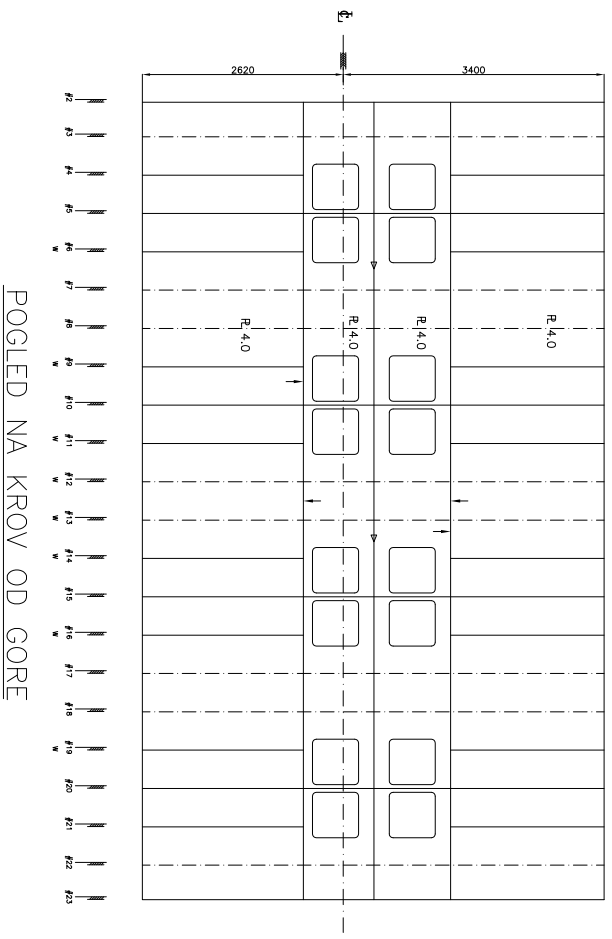 ℄
2620
3400
#2
#3
#4
#5
#6 W
#7
#8
#9 W
#10
#11 W
#12 W
#13 W
#14 W
#15
#16 W
#17
#18
#19 W
#20
#21
#22
#23
PL 4.0
PL 4.0
PL 4.0
PL 4.0
POGLED NA KROV OD GORE